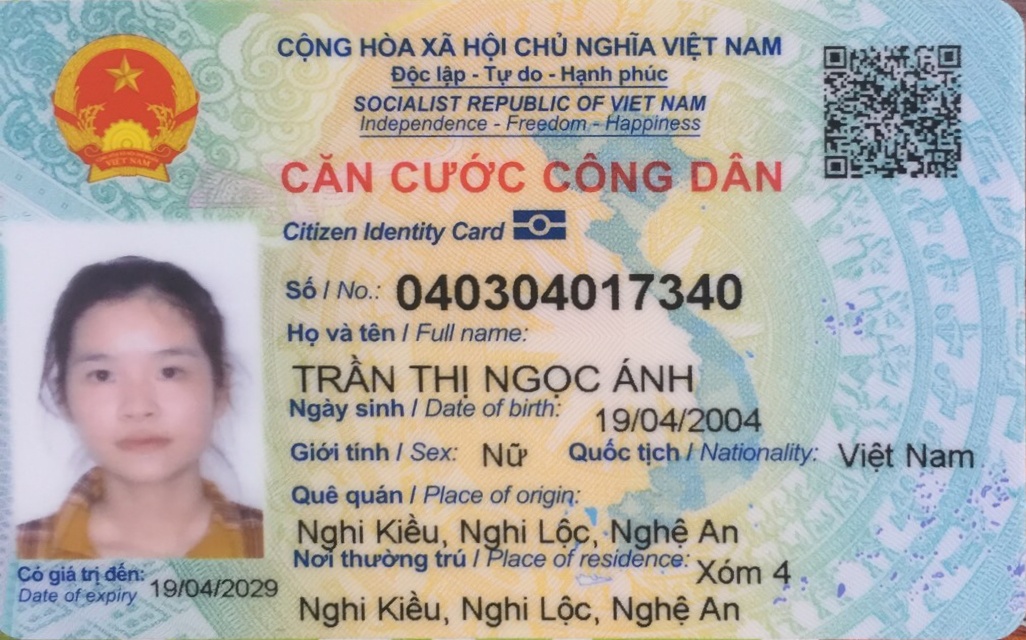 CỘNG HÒA XÃ HỘI CHỦ NGHĨA VIỆT NAM
Độc lập - Tự do - Hạnh phúc
SOCIALIST REPUBLIC OF VIET NAM
Independence - Freedom - Happiness
CĂN CƯỚC CÔNG DÂN
Citizen Identity Card
VIỆT NAM
Số / No.: 040304017340
Họ và tên / Full name:
TRẦN THỊ NGỌC ÁNH
Ngày sinh / Date of birth: 19/04/2004
Giới tính / Sex: Nữ Quốc tịch / Nationality: Việt Nam
Quê quán / Place of origin:
Nghi Kiều, Nghi Lộc, Nghệ An
Nơi thường trú / Place of residence: Xóm 4
Nghi Kiều, Nghi Lộc, Nghệ An
Có giá trị đến: 19/04/2029
Date of expiry